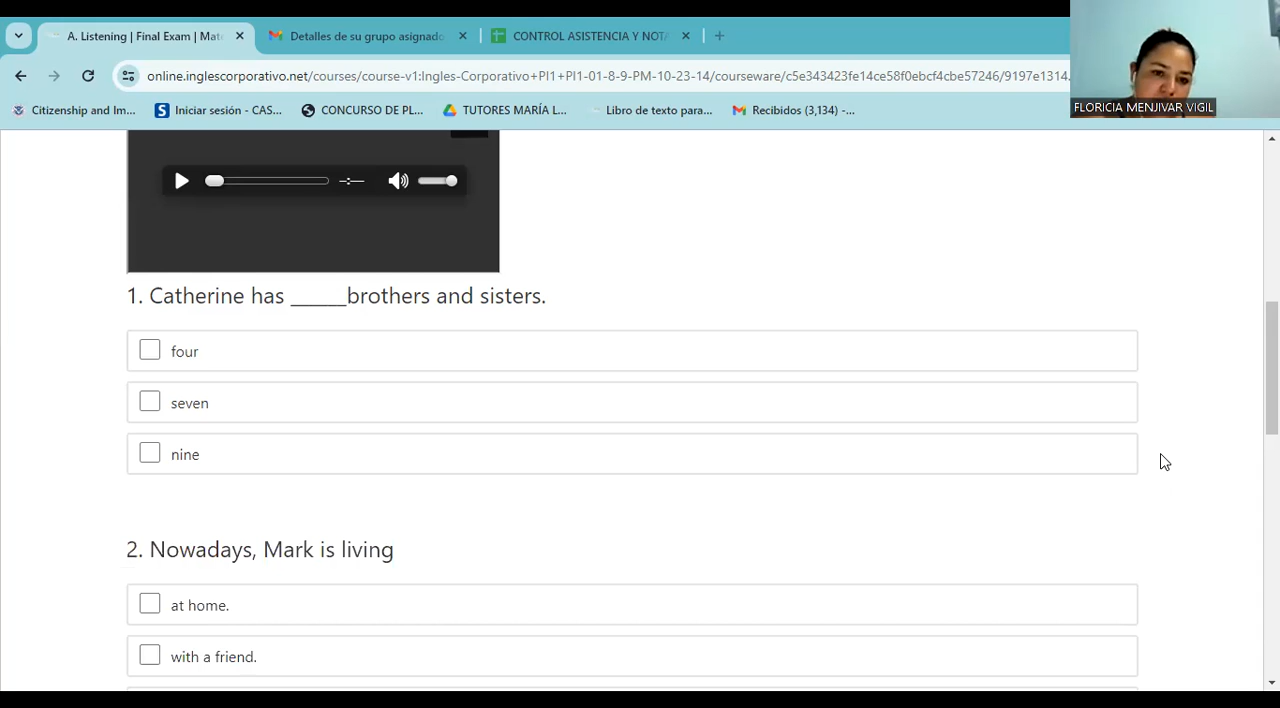 A. Listening | Final Exam | Mate
Detalles de su grupo asignado
CONTROL ASISTENCIA Y NOTA
online.inglescorporativo.net/courses/course-v1:Ingles-Corporativo+PI1+PI1-01-8-9-PM-10-23-14/courseware/c5e345423fe14ce58f0ebcf4cbe57246/9197e1314.
Citizenship and Im...
Iniciar sesión - CAS...
CONCURSO DE PL...
TUTORES MARÍA L...
Libro de texto para...
Recibidos (3,134) -...
FLORICIA MENJIVAR VIGIL
1. Catherine has ______brothers and sisters.
four
seven
nine
2. Nowadays, Mark is living
at home.
with a friend.